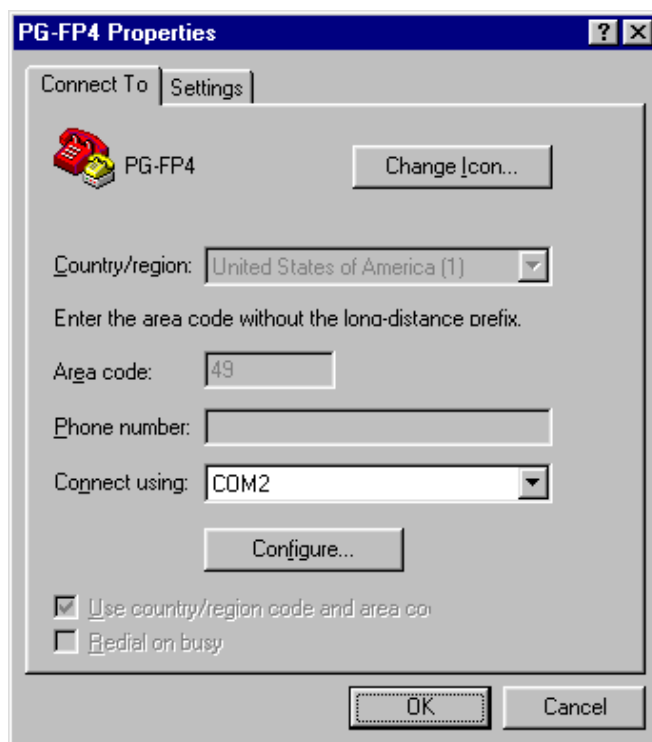 PG-FP4 Properties
Connect To Settings
PG-FP4 Change Icon...
Country/region: United States of America (1)
Enter the area code without the long-distance prefix.
Area code: 49
Phone number:
Connect using: COM2
Configure...
Use country/region code and area co
Redial on busy
OK Cancel